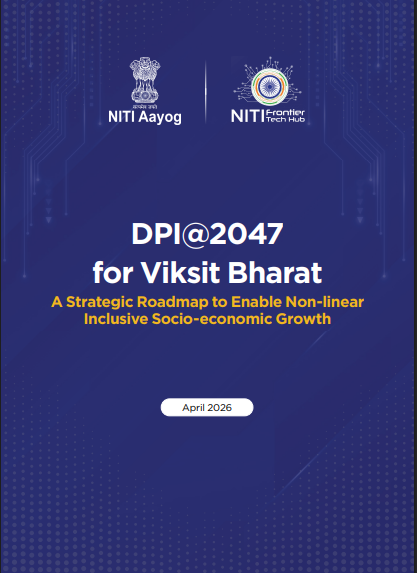 NITI Aayog
NITI Frontier
Tech Hub
DPI@2047
for Viksit Bharat
A Strategic Roadmap to Enable Non-linear
Inclusive Socio-economic Growth
April 2026